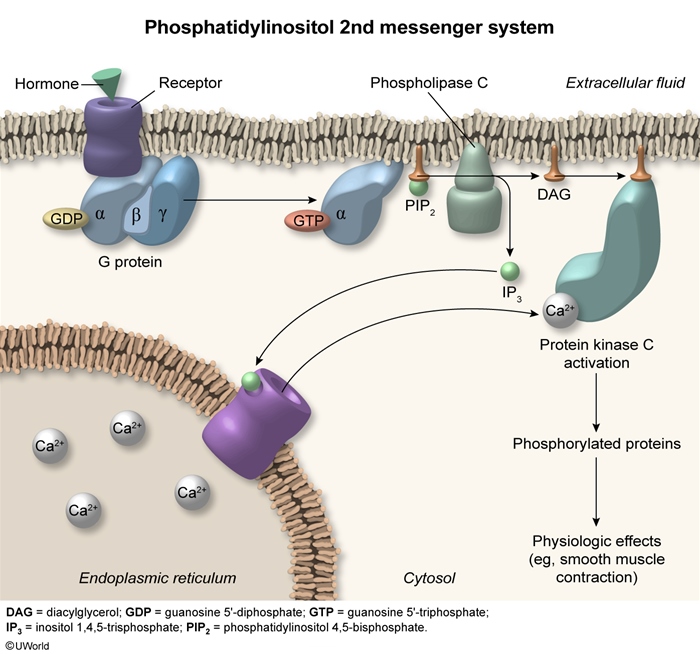 Phosphatidylinositol 2nd messenger system
Hormone
Receptor
Phospholipase C
Extracellular fluid
GDP
α
β
γ
G protein
GTP
α
PIP₂
DAG
IP₃
Ca²⁺
Protein kinase C
activation
Phosphorylated proteins
Physiologic effects
(eg, smooth muscle
contraction)
Ca²⁺
Ca²⁺
Ca²⁺
Ca²⁺
Endoplasmic reticulum
Cytosol
DAG = diacylglycerol; GDP = guanosine 5'-diphosphate; GTP = guanosine 5'-triphosphate;
IP₃ = inositol 1,4,5-trisphosphate; PIP₂ = phosphatidylinositol 4,5-bisphosphate.
©UWorld